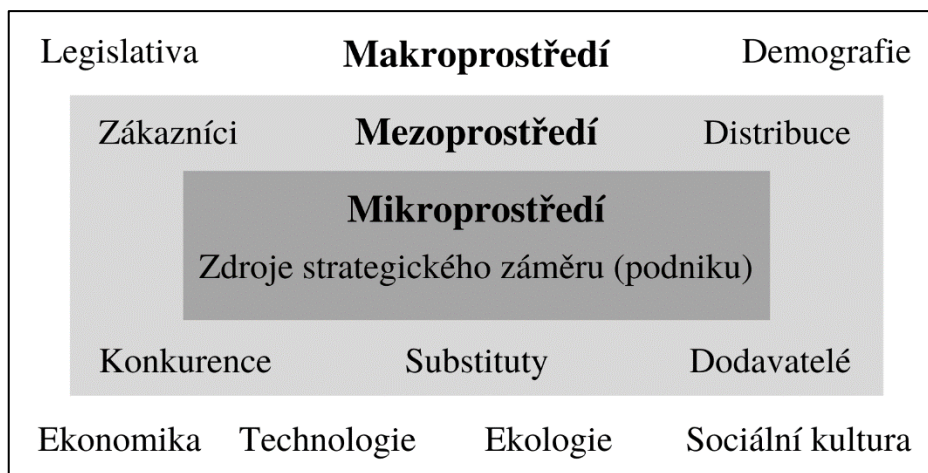 Legislativa Makroprostředí Demografie
Zákazníci Mezoprostředí Distribuce
Mikroprostředí
Zdroje strategického záměru (podniku)
Konkurence Substituty Dodavatelé
Ekonomika Technologie Ekologie Sociální kultura